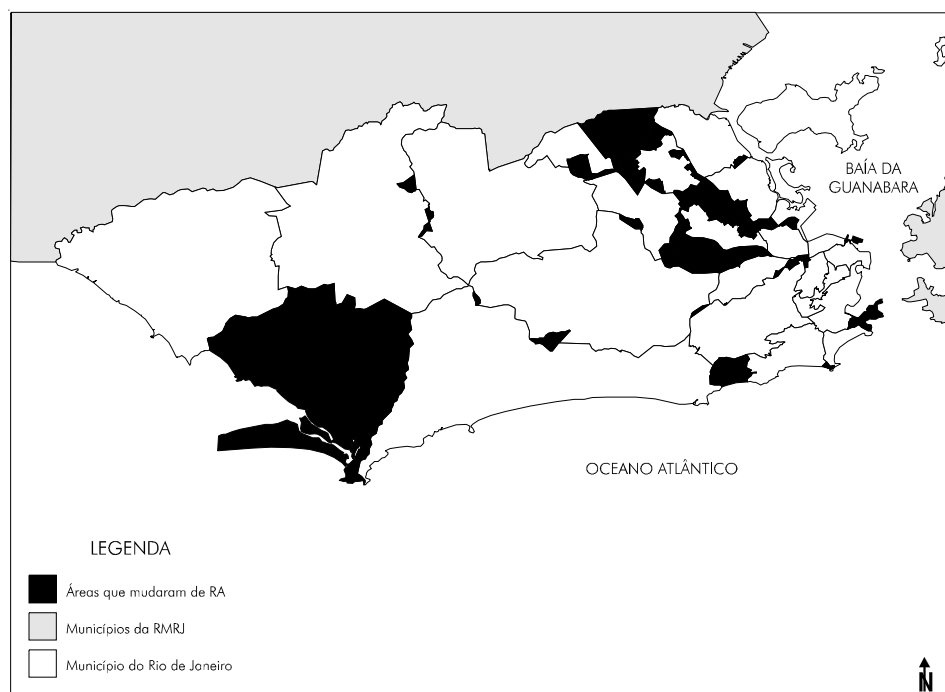 BAÍA DA
GUANABARA
OCEANO ATLÂNTICO
LEGENDA
Áreas que mudaram de RA
Municípios da RMRJ
Município do Rio de Janeiro
N